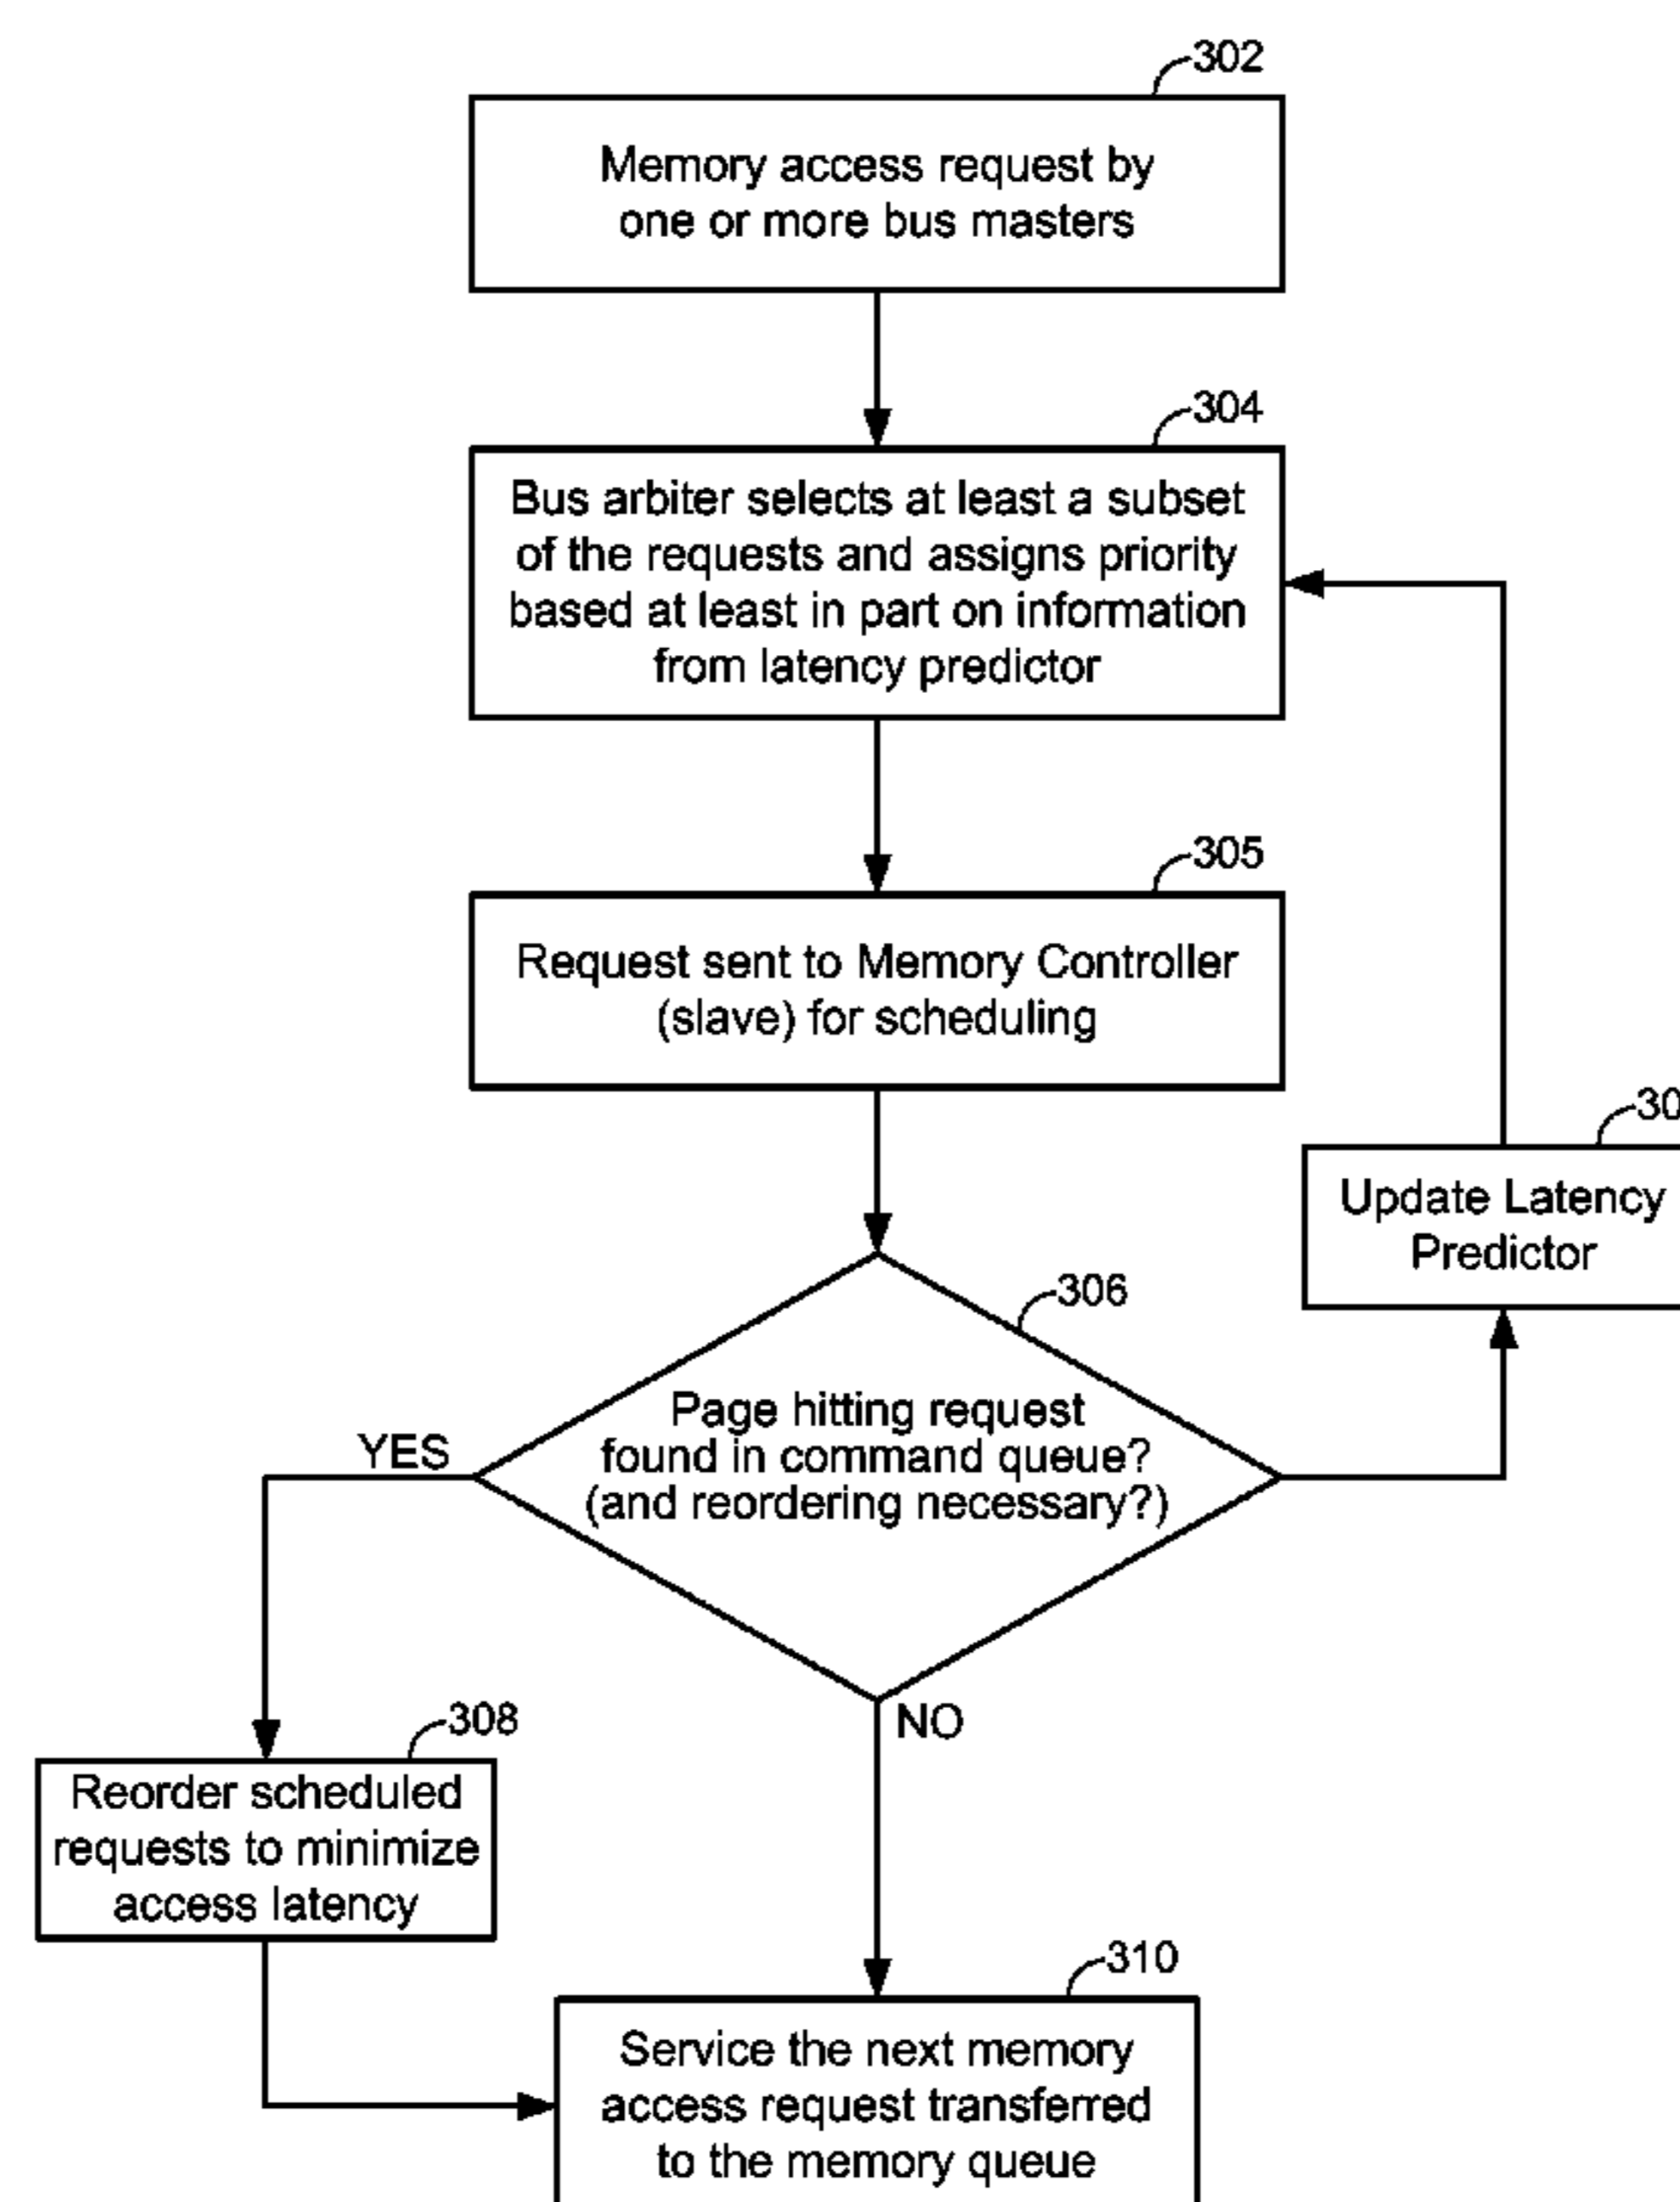 302
Memory access request by
one or more bus masters
304
Bus arbiter selects at least a subset
of the requests and assigns priority
based at least in part on information
from latency predictor
305
Request sent to Memory Controller
(slave) for scheduling
30
Update Latency
Predictor
306
Page hitting request
found in command queue?
(and reordering necessary?)
YES
NO
308
Reorder scheduled
requests to minimize
access latency
310
Service the next memory
access request transferred
to the memory queue